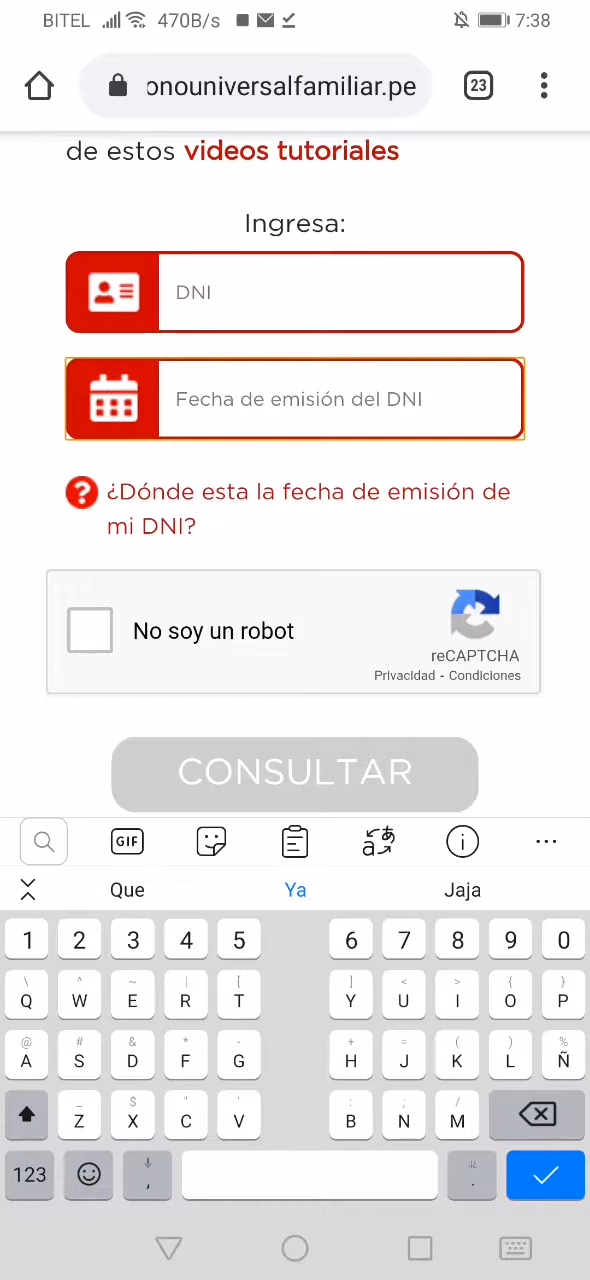 BITEL 470B/s 7:38
onouniversalfamiliar.pe 23
de estos videos tutoriales
Ingresa:
DNI
Fecha de emisión del DNI
¿Dónde esta la fecha de emisión de
mi DNI?
No soy un robot
reCAPTCHA
Privacidad - Condiciones
CONSULTAR
GIF
Que Ya Jaja
1 2 3 4 5 6 7 8 9 0
\ ^ ~ | [ ] < > { }
Q W E R T Y U I O P
@ # & * - + = ( ) %
A S D F G H J K L Ñ
_ $ " ' : ; /
Z X C V B N M
123 , .